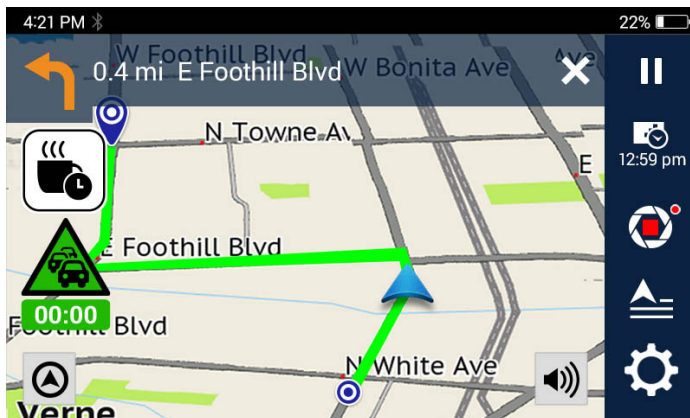 4:21 PM
22%
W Foothill Blvd
W Bonita Ave
Ave
0.4 mi E Foothill Blvd
N Towne Av
E
12:59 pm
E Foothill Blvd
00:00
Foothill Blvd
N White Ave
Verne